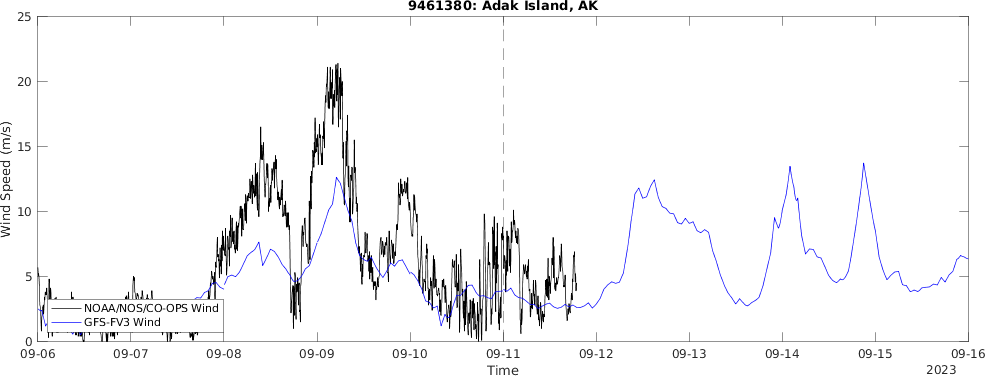 9461380: Adak Island, AK
25
20
15
10
5
0
Wind Speed (m/s)
NOAA/NOS/CO-OPS Wind
GFS-FV3 Wind
09-06 09-07 09-08 09-09 09-10 09-11 09-12 09-13 09-14 09-15 09-16
Time
2023